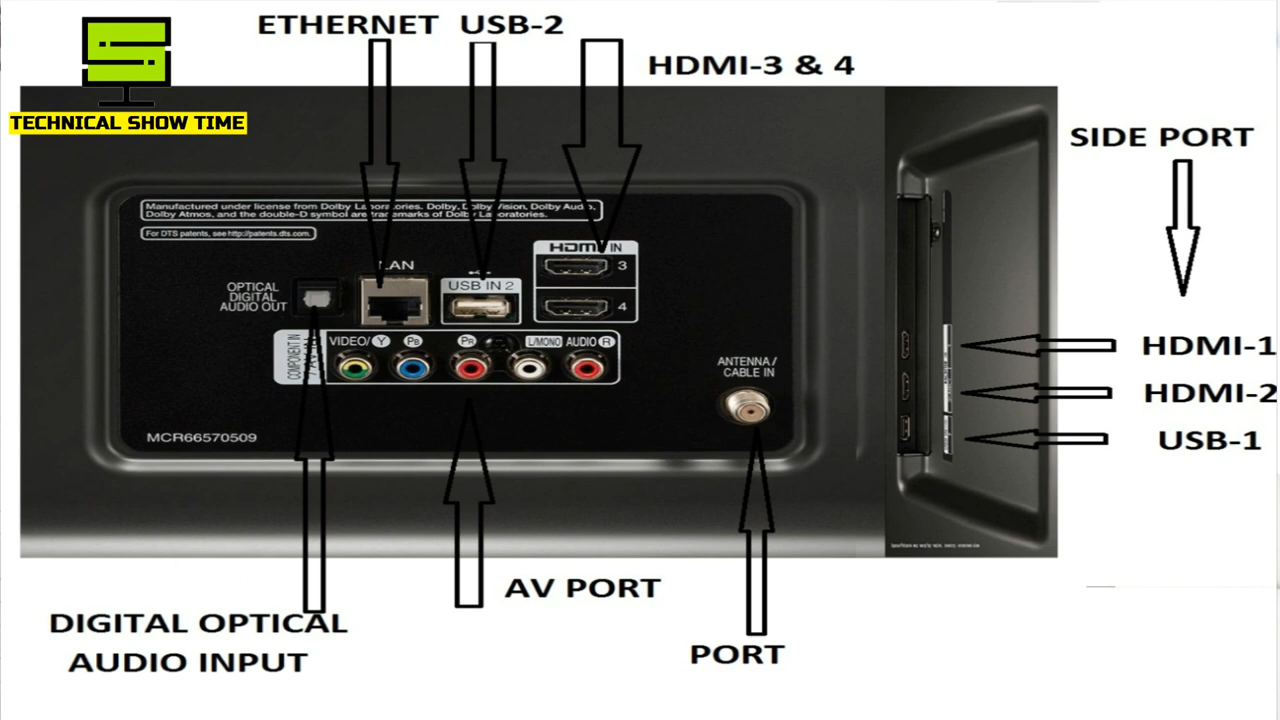 ETHERNET USB-2
HDMI-3 & 4
TECHNICAL SHOW TIME
SIDE PORT
Manufactured under license from Dolby Laboratories. Dolby, Dolby Vision, Dolby Audio,
Dolby Atmos, and the double-D symbol are trademarks of Dolby Laboratories.
For DTS patents, see http://patents.dts.com.
HDMI IN
LAN
3
OPTICAL
DIGITAL
AUDIO OUT
USB IN 2
4
COMPONENT IN
VIDEO/ Y
PB
PR
L/MONO AUDIO R
HDMI-1
ANTENNA /
CABLE IN
HDMI-2
MCR66570509
USB-1
AV PORT
DIGITAL OPTICAL
AUDIO INPUT
PORT